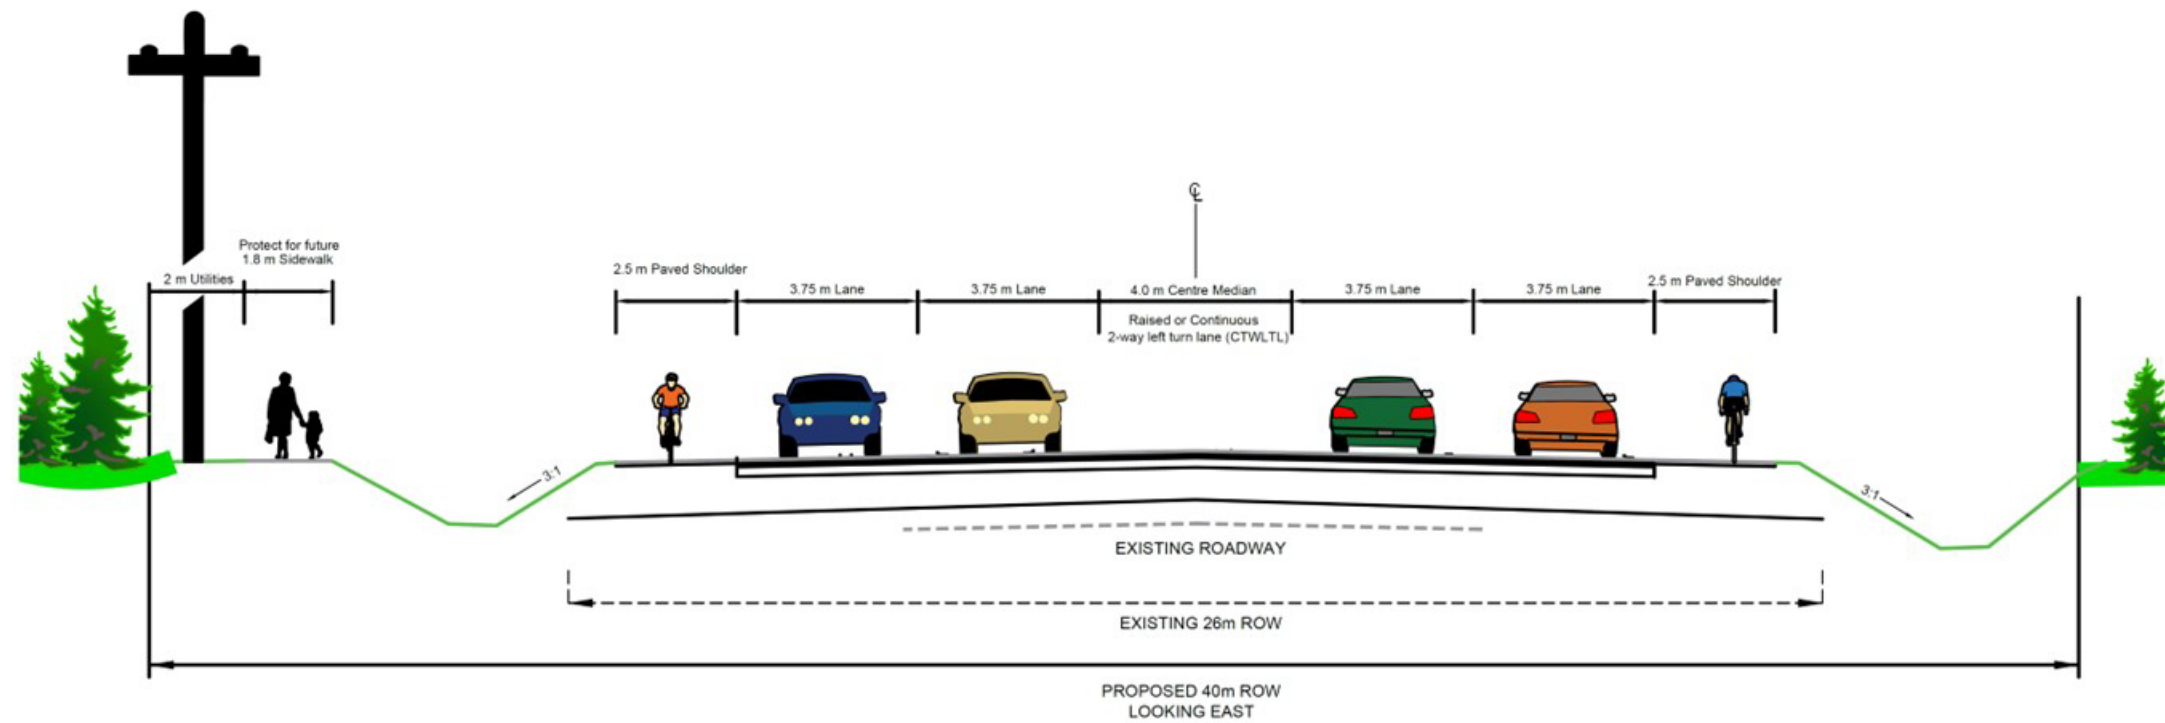 ℄
Protect for future
1.8 m Sidewalk
2 m Utilities
2.5 m Paved Shoulder
3.75 m Lane
3.75 m Lane
4.0 m Centre Median
Raised or Continuous
2-way left turn lane (CTWLTL)
3.75 m Lane
3.75 m Lane
2.5 m Paved Shoulder
3:1
3:1
EXISTING ROADWAY
EXISTING 26m ROW
PROPOSED 40m ROW
LOOKING EAST